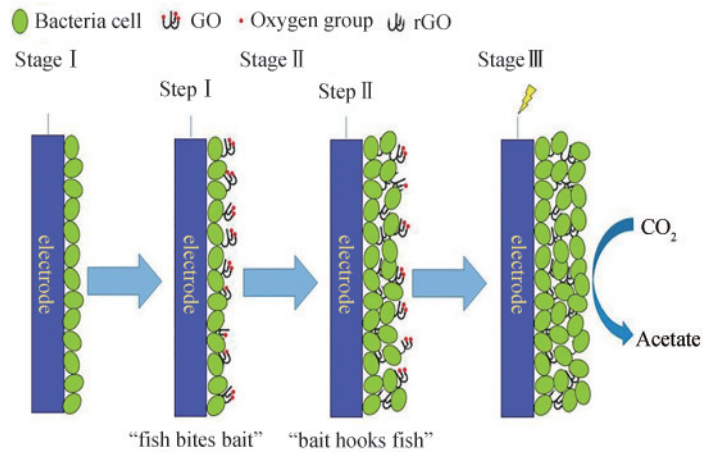 Bacteria cell GO Oxygen group rGO
Stage Ⅰ Stage Ⅱ Stage Ⅲ
Step Ⅰ Step Ⅱ
electrode electrode electrode electrode
CO₂
Acetate
“fish bites bait” “bait hooks fish”